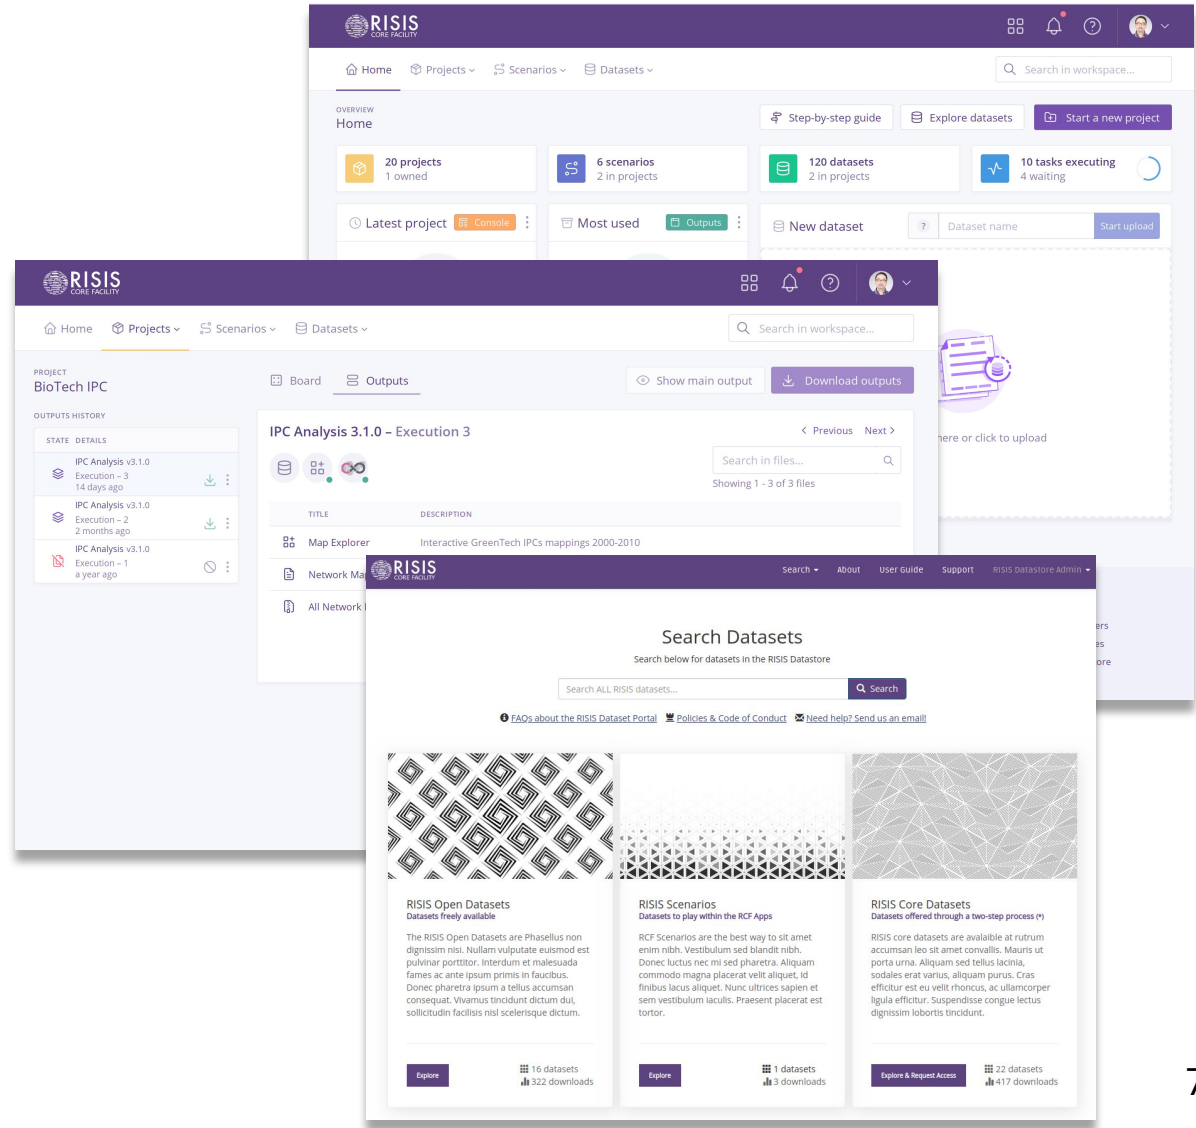 RISIS
CORE FACILITY
Home Projects Scenarios Datasets
Search in workspace...
OVERVIEW
Home
Step-by-step guide
Explore datasets
Start a new project
20 projects
1 owned
6 scenarios
2 in projects
120 datasets
2 in projects
10 tasks executing
4 waiting
Latest project Console
Most used Outputs
New dataset ? Dataset name Start upload
here or click to upload
RISIS
CORE FACILITY
Home Projects Scenarios Datasets
Search in workspace...
PROJECT
BioTech IPC
Board Outputs
Show main output
Download outputs
OUTPUTS HISTORY
STATE DETAILS
IPC Analysis v3.1.0
Execution – 3
14 days ago
IPC Analysis v3.1.0
Execution – 2
2 months ago
IPC Analysis v3.1.0
Execution – 1
a year ago
IPC Analysis 3.1.0 – Execution 3
Previous Next
Search in files...
Showing 1 - 3 of 3 files
TITLE DESCRIPTION
Map Explorer Interactive GreenTech IPCs mappings 2000-2010
Network
All Network
RISIS
CORE FACILITY
Search About User Guide Support RISIS Datastore Admin
Search Datasets
Search below for datasets in the RISIS Datastore
Search ALL RISIS datasets...
Search
FAQs about the RISIS Dataset Portal Policies & Code of Conduct Need help? Send us an email!
RISIS Open Datasets
Datasets freely available
The RISIS Open Datasets are Phasellus non
dignissim nisi. Nullam vulputate euismod est
pulvinar porttitor. Interdum et malesuada
fames ac ante ipsum primis in faucibus.
Donec pharetra ipsum a tellus accumsan
consequat. Vivamus tincidunt dictum dui,
sollicitudin facilisis nisl scelerisque dictum.
Explore
16 datasets
322 downloads
RISIS Scenarios
Datasets to play within the RCF Apps
RCF Scenarios are the best way to sit amet
enim nibh. Vestibulum sed blandit nibh.
Donec luctus nec mi sed pharetra. Aliquam
commodo magna placerat velit aliquet, id
finibus lacus aliquet. Nunc ultrices sapien et
sem vestibulum iaculis. Praesent placerat est
tortor.
Explore
1 datasets
3 downloads
RISIS Core Datasets
Datasets offered through a two-step process (*)
RISIS core datasets are avalaible at rutrum
accumsan leo sit amet convallis. Mauris ut
porta urna. Aliquam sed tellus lacinia,
sodales erat varius, aliquam purus. Cras
efficitur est eu velit rhoncus, ac ullamcorper
ligula efficitur. Suspendisse congue lectus
dignissim lobortis tincidunt.
Explore & Request Access
22 datasets
417 downloads
7